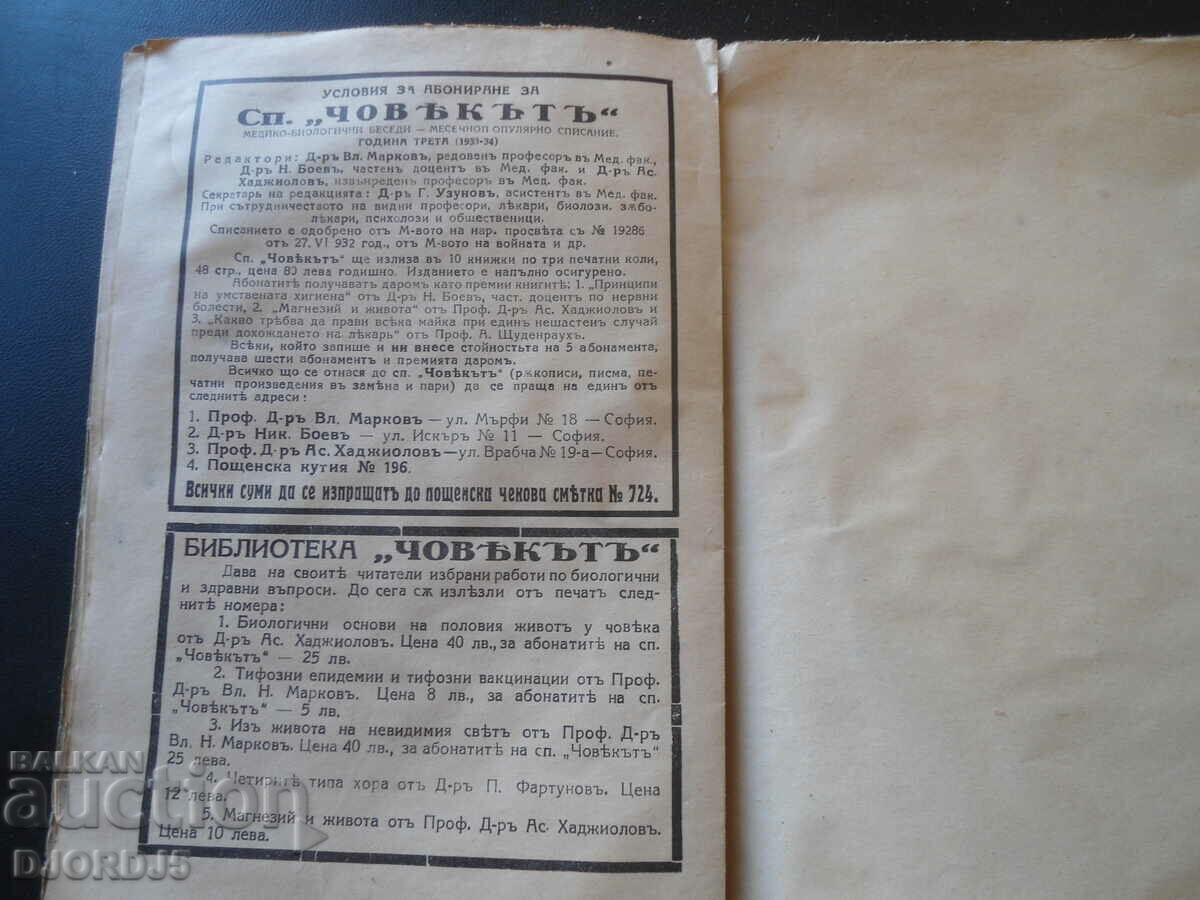 УСЛОВИЯ ЗА АБОНИРАНЕ ЗА
Сп. „ЧОВѢКЪТЪ“
МЕДИКО-БИОЛОГИЧНИ БЕСЕДИ — МЕСЕЧНОП ОПУЛЯРНО СПИСАНИЕ.
ГОДИНА ТРЕТА (1933-34)
Редактори: Д-ръ Вл. Марковъ, редовенъ професоръ въ Мед. фак.,
Д-ръ Н. Боевъ, частенъ доцентъ въ Мед. фак. и Д-ръ Ас.
Хаджиоловъ, извънреденъ професоръ въ Мед. фак.
Секретарь на редакцията: Д-ръ Г. Узуновъ, асистентъ въ Мед. фак.
При сътрудничеството на видни професори, лѣкари, биолози, зѫбо-
лѣкари, психолози и общественици.
Списанието е одобрено отъ М-вото на нар. просвѣта съ № 19286
отъ 27. VI 932 год., отъ М-вото на войната и др.
Сп. „Човѣкътъ“ ще излиза въ 10 книжки по три печатни коли,
48 стр., цена 80 лева годишно. Изданието е напълно осигурено.
Абонатите получаватъ даромъ като премии книгитѣ: 1. „Принципи
на умствената хигиена“ отъ Д-ръ Н. Боевъ, част. доцентъ по нервни
болести, 2. „Магнезий и живота“ отъ Проф. Д-ръ Ас. Хаджиоловъ и
3. „Какво трѣбва да прави всѣка майка при единъ нешастенъ случай
преди дохождането на лѣкарь“ отъ Проф. А. Щуденраухъ.
Всѣки, който запише и ни внесе стойностьта на 5 абонамента,
получава шести абонаментъ и премията даромъ.
Всичко що се отнася до сп. „Човѣкътъ“ (рѫкописи, писма, пе-
чатни произведения въ замѣна и пари) да се праща на единъ отъ
следнитѣ адреси:
1. Проф. Д-ръ Вл. Марковъ — ул. Мърфи № 18 — София.
2. Д-ръ Ник. Боевъ — ул. Искъръ № 11 — София.
3. Проф. Д-ръ Ас. Хаджиоловъ — ул. Врабча № 19-а — София.
4. Пощенска кутия № 196.
Всички суми да се изпращатъ до пощенска чекова смѣтка № 724.
БИБЛИОТЕКА „ЧОВѢКЪТЪ“
Дава на своитѣ читатели избрани работи по биологични
и здравни въпроси. До сега сѫ излѣзли отъ печатъ след-
нитѣ номера:
1. Биологични основи на половия животъ у човѣка
отъ Д-ръ Ас. Хаджиоловъ. Цена 40 лв., за абонатитѣ на сп.
„Човѣкътъ“ — 25 лв.
2. Тифозни епидемии и тифозни вакцинации отъ Проф.
Д-ръ Вл. Н. Марковъ. Цена 8 лв., за абонатитѣ на сп.
„Човѣкътъ“ — 5 лв.
3. Изъ живота на невидимия свѣтъ отъ Проф. Д-ръ
Вл. Н. Марковъ. Цена 40 лв., за абонатитѣ на сп. „Човѣкътъ“
25 лева.
4. Четиритѣ типа хора отъ Д-ръ П. Фартуновъ. Цена
12 лева.
5. Магнезий и живота отъ Проф. Д-ръ Ас. Хаджиоловъ.
Цена 10 лева.
BALKAN
auction
DJORDJ5